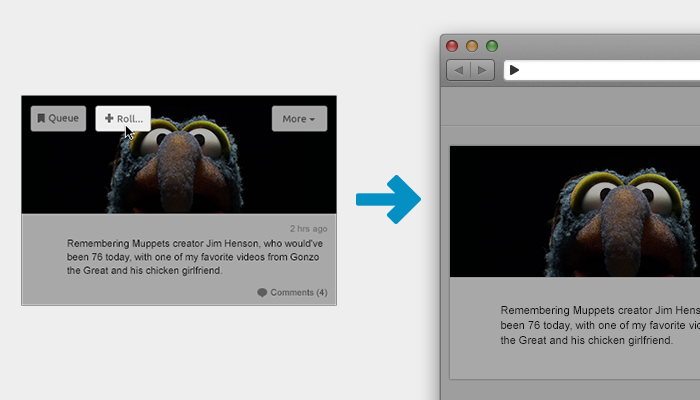 Queue
Roll...
More
2 hrs ago
Remembering Muppets creator Jim Henson, who would've
been 76 today, with one of my favorite videos from Gonzo
the Great and his chicken girlfriend.
Comments (4)
Remembering Muppets creator Jim Hens
been 76 today, with one of my favorite vic
the Great and his chicken girlfriend.